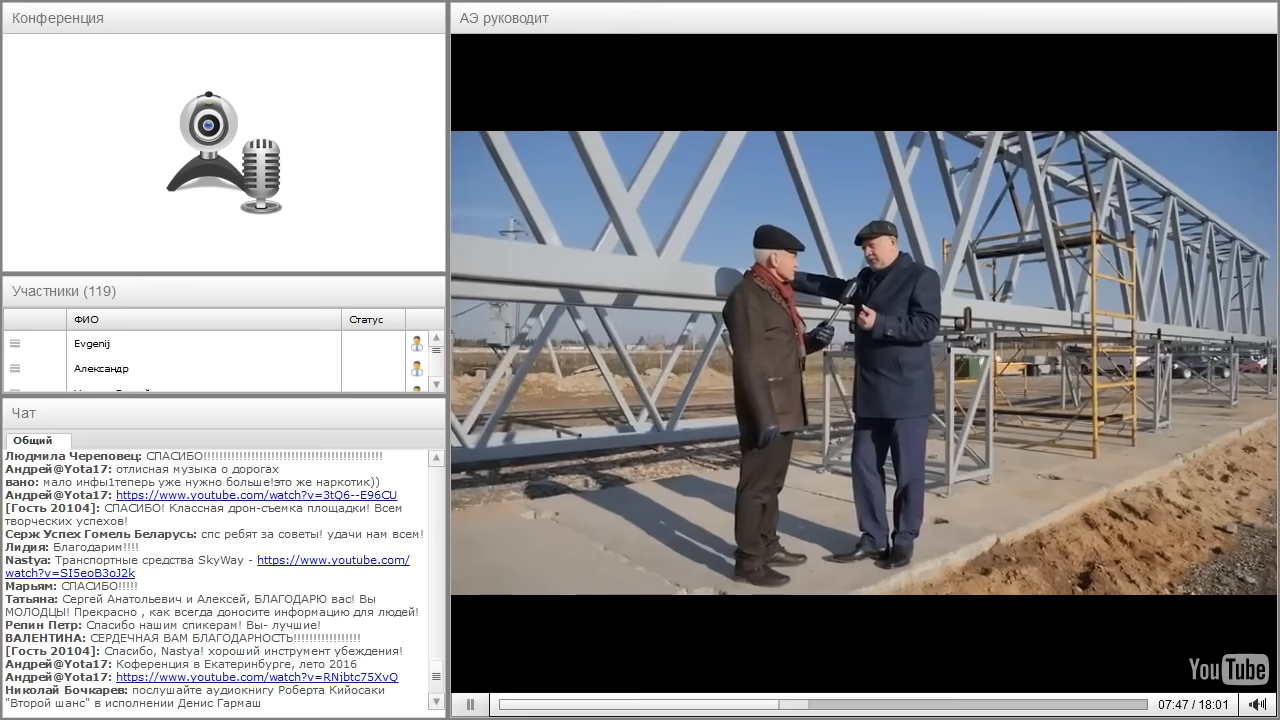 Конференция
АЭ руководит
Участники (119)
ФИО
Статус
Evgenij
Александр
Чат
Общий
Людмила Череповец: СПАСИБО!!!!!!!!!!!!!!!!!!!!!!!!!!!!!!!!!!!!!!!!!!!!!
Андрей@Yota17: отлисная музыка о дорогах
вано: мало инфы1теперь уже нужно больше!это же наркотик))
Андрей@Yota17: https://www.youtube.com/watch?v=3tQ6--E96CU
[Гость 20104]: СПАСИБО! Классная дрон-съемка площадки! Всем
творческих успехов!
Серж Успех Гомель Беларусь: спс ребят за советы! удачи нам всем!
Лидия: Благодарим!!!!
Nastya: Транспортные средства SkyWay - https://www.youtube.com/
watch?v=SI5eoB3oJ2k
Марьям: СПАСИБО!!!!!
Татьяна: Сергей Анатольевич и Алексей, БЛАГОДАРЮ вас! Вы
МОЛОДЦЫ! Прекрасно , как всегда доносите информацию для людей!
Репин Петр: Спасибо нашим спикерам! Вы- лучшие!
ВАЛЕНТИНА: СЕРДЕЧНАЯ ВАМ БЛАГОДАРНОСТЬ!!!!!!!!!!!!!!!!!
[Гость 20104]: Спасибо, Nastya! хороший инструмент убеждения!
Андрей@Yota17: Коференция в Екатеринбурге, лето 2016
Андрей@Yota17: https://www.youtube.com/watch?v=RNjbtc75XvQ
Николай Бочкарев: послушайте аудиокнигу Роберта Кийосаки
"Второй шанс" в исполнений Денис Гармаш
YouTube
07:47 / 18:01